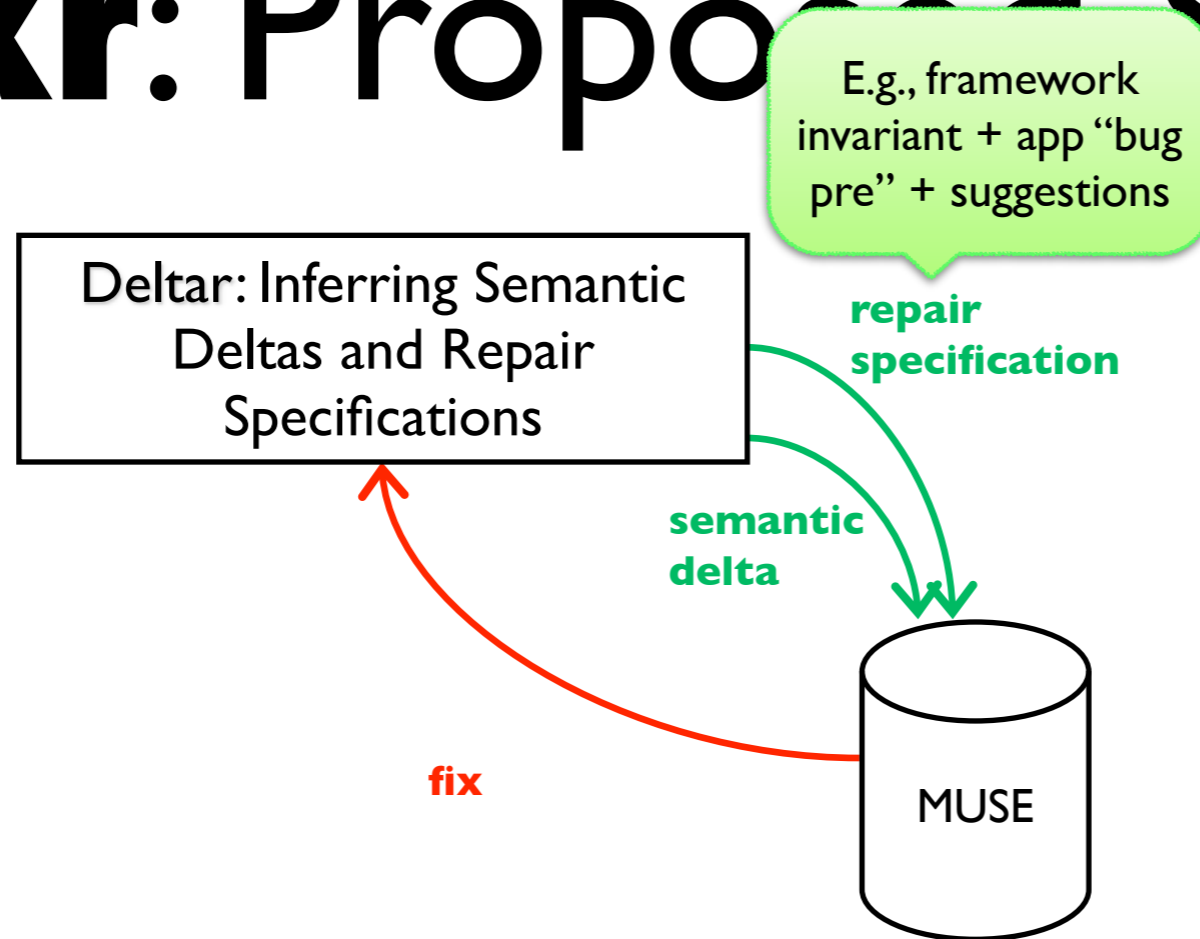 r: Propo
E.g., framework
invariant + app “bug
pre” + suggestions
Deltar: Inferring Semantic
Deltas and Repair
Specifications
repair
specification
semantic
delta
fix
MUSE